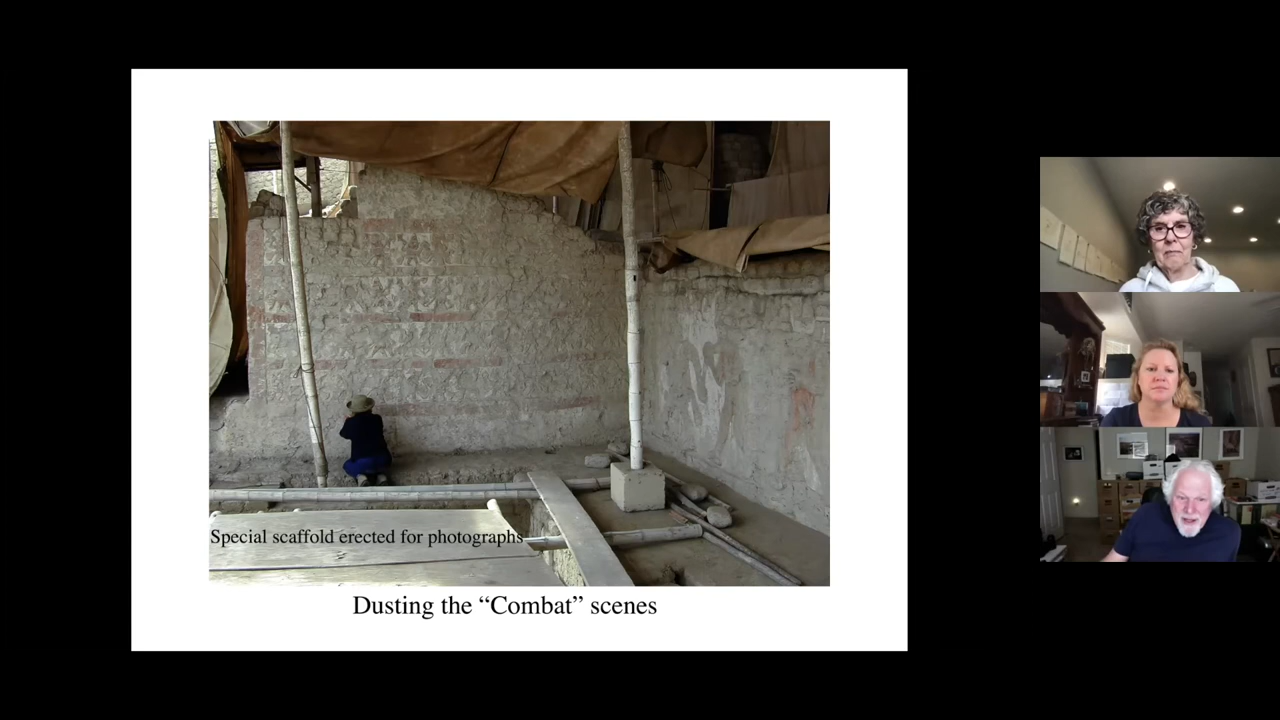 Special scaffold erected for photographs
Dusting the “Combat” scenes